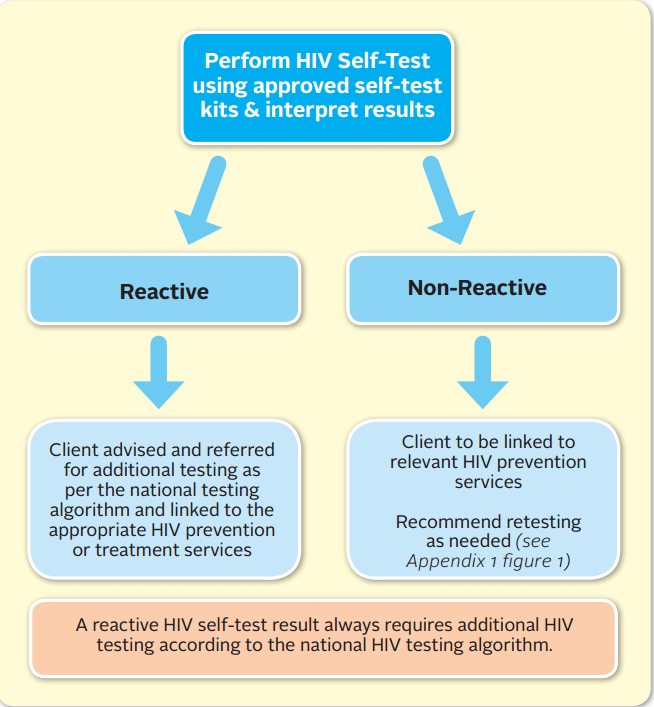 Perform HIV Self-Test
using approved self-test
kits & interpret results
Reactive
Non-Reactive
Client advised and referred
for additional testing as
per the national testing
algorithm and linked to the
appropriate HIV prevention
or treatment services
Client to be linked to
relevant HIV prevention
services
Recommend retesting
as needed (see
Appendix 1 figure 1)
A reactive HIV self-test result always requires additional HIV
testing according to the national HIV testing algorithm.